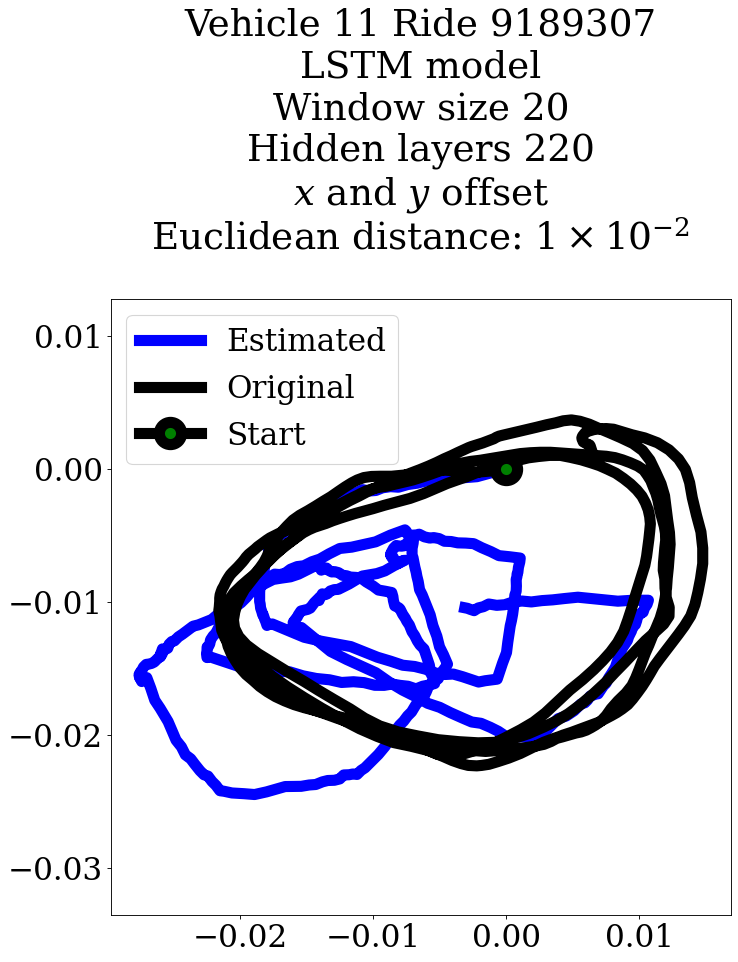 Vehicle 11 Ride 9189307
LSTM model
Window size 20
Hidden layers 220
x and y offset
Euclidean distance: 1 × 10⁻²
Estimated
Original
Start
0.01
0.00
−0.01
−0.02
−0.03
−0.02 −0.01 0.00 0.01